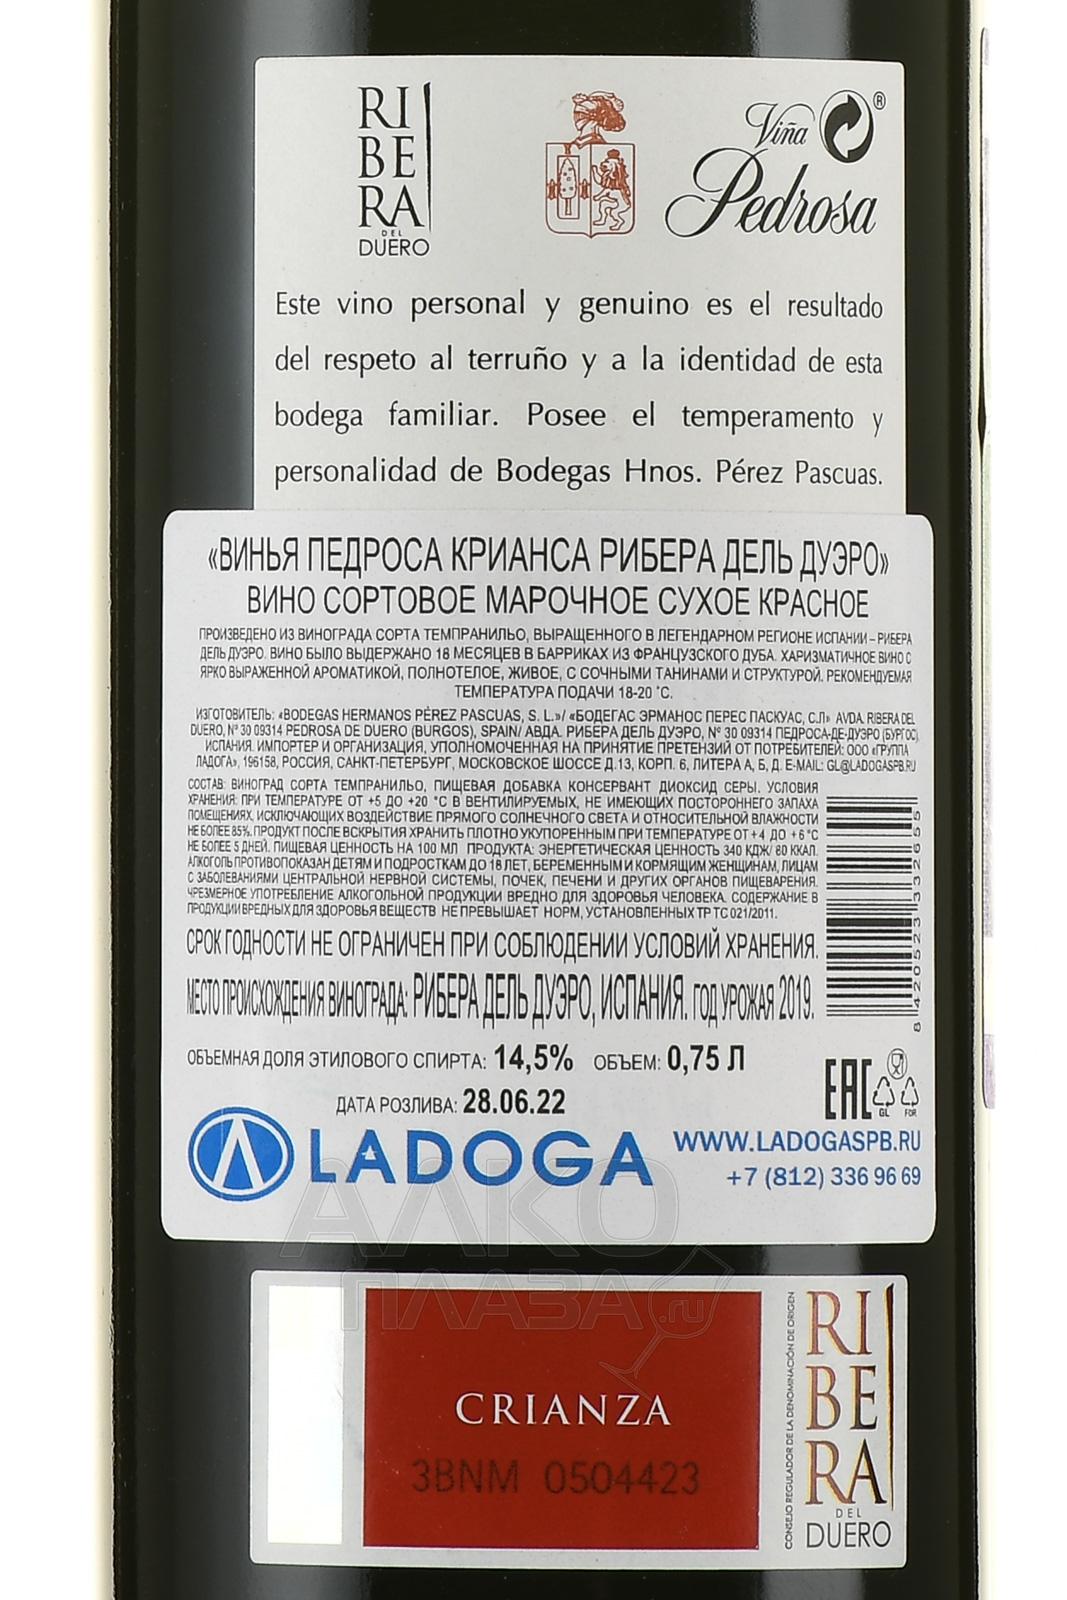 RI
BE
RA
DEL
DUERO
Viña
Pedrosa
®
Este vino personal y genuino es el resultado
del respeto al terruño y a la identidad de esta
bodega familiar. Posee el temperamento y
personalidad de Bodegas Hnos. Pérez Pascuas.
«ВИНЬЯ ПЕДРОСА КРИАНСА РИБЕРА ДЕЛЬ ДУЭРО»
ВИНО СОРТОВОЕ МАРОЧНОЕ СУХОЕ КРАСНОЕ
ПРОИЗВЕДЕНО ИЗ ВИНОГРАДА СОРТА ТЕМПРАНИЛЬО, ВЫРАЩЕННОГО В ЛЕГЕНДАРНОМ РЕГИОНЕ ИСПАНИИ – РИБЕРА
ДЕЛЬ ДУЭРО. ВИНО БЫЛО ВЫДЕРЖАНО 18 МЕСЯЦЕВ В БАРРИКАХ ИЗ ФРАНЦУЗСКОГО ДУБА. ХАРИЗМАТИЧНОЕ ВИНО С
ЯРКО ВЫРАЖЕННОЙ АРОМАТИКОЙ, ПОЛНОТЕЛОЕ, ЖИВОЕ, С СОЧНЫМИ ТАНИНАМИ И СТРУКТУРОЙ. РЕКОМЕНДУЕМАЯ
ТЕМПЕРАТУРА ПОДАЧИ 18-20 °С.
ИЗГОТОВИТЕЛЬ: «BODEGAS HERMANOS PÉREZ PASCUAS, S. L.»/ «БОДЕГАС ЭРМАНОС ПЕРЕС ПАСКУАС, С.Л» AVDA. RIBERA DEL
DUERO, Nº 30 09314 PEDROSA DE DUERO (BURGOS), SPAIN/ АВДА. РИБЕРА ДЕЛЬ ДУЭРО, Nº 30 09314 ПЕДРОСА-ДЕ-ДУЭРО (БУРГОС),
ИСПАНИЯ. ИМПОРТЕР И ОРГАНИЗАЦИЯ, УПОЛНОМОЧЕННАЯ НА ПРИНЯТИЕ ПРЕТЕНЗИЙ ОТ ПОТРЕБИТЕЛЕЙ: ООО «ГРУППА
ЛАДОГА», 196158, РОССИЯ, САНКТ-ПЕТЕРБУРГ, МОСКОВСКОЕ ШОССЕ Д.13, КОРП. 6, ЛИТЕРА А, Б, Д. E-MAIL: GL@LADOGASPB.RU
СОСТАВ: ВИНОГРАД СОРТА ТЕМПРАНИЛЬО, ПИЩЕВАЯ ДОБАВКА КОНСЕРВАНТ ДИОКСИД СЕРЫ. УСЛОВИЯ
ХРАНЕНИЯ: ПРИ ТЕМПЕРАТУРЕ ОТ +5 ДО +20 °С В ВЕНТИЛИРУЕМЫХ, НЕ ИМЕЮЩИХ ПОСТОРОННЕГО ЗАПАХА
ПОМЕЩЕНИЯХ, ИСКЛЮЧАЮЩИХ ВОЗДЕЙСТВИЕ ПРЯМОГО СОЛНЕЧНОГО СВЕТА И ОТНОСИТЕЛЬНОЙ ВЛАЖНОСТИ
НЕ БОЛЕЕ 85%. ПРОДУКТ ПОСЛЕ ВСКРЫТИЯ ХРАНИТЬ ПЛОТНО УКУПОРЕННЫМ ПРИ ТЕМПЕРАТУРЕ ОТ +4 ДО +6 °С
НЕ БОЛЕЕ 5 ДНЕЙ. ПИЩЕВАЯ ЦЕННОСТЬ НА 100 МЛ ПРОДУКТА: ЭНЕРГЕТИЧЕСКАЯ ЦЕННОСТЬ 340 КДЖ/ 80 ККАЛ.
АЛКОГОЛЬ ПРОТИВОПОКАЗАН ДЕТЯМ И ПОДРОСТКАМ ДО 18 ЛЕТ, БЕРЕМЕННЫМ И КОРМЯЩИМ ЖЕНЩИНАМ, ЛИЦАМ
С ЗАБОЛЕВАНИЯМИ ЦЕНТРАЛЬНОЙ НЕРВНОЙ СИСТЕМЫ, ПОЧЕК, ПЕЧЕНИ И ДРУГИХ ОРГАНОВ ПИЩЕВАРЕНИЯ.
ЧРЕЗМЕРНОЕ УПОТРЕБЛЕНИЕ АЛКОГОЛЬНОЙ ПРОДУКЦИИ ВРЕДНО ДЛЯ ЗДОРОВЬЯ ЧЕЛОВЕКА. СОДЕРЖАНИЕ В
ПРОДУКЦИИ ВРЕДНЫХ ДЛЯ ЗДОРОВЬЯ ВЕЩЕСТВ НЕ ПРЕВЫШАЕТ НОРМ, УСТАНОВЛЕННЫХ ТР ТС 021/2011.
СРОК ГОДНОСТИ НЕ ОГРАНИЧЕН ПРИ СОБЛЮДЕНИИ УСЛОВИЙ ХРАНЕНИЯ.
МЕСТО ПРОИСХОЖДЕНИЯ ВИНОГРАДА: РИБЕРА ДЕЛЬ ДУЭРО, ИСПАНИЯ. ГОД УРОЖАЯ 2019.
8 420523 332655
ОБЪЕМНАЯ ДОЛЯ ЭТИЛОВОГО СПИРТА: 14,5% ОБЪЕМ: 0,75 Л
ДАТА РОЗЛИВА: 28.06.22
EAC
GL
FOR
LADOGA
WWW.LADOGASPB.RU
+7 (812) 336 96 69
АЛКО
ПЛАЗА.ru
CRIANZA
3BNM 0504423
CONSEJO REGULADOR DE LA DENOMINACIÓN DE ORIGEN
RI
BE
RA
DEL
DUERO